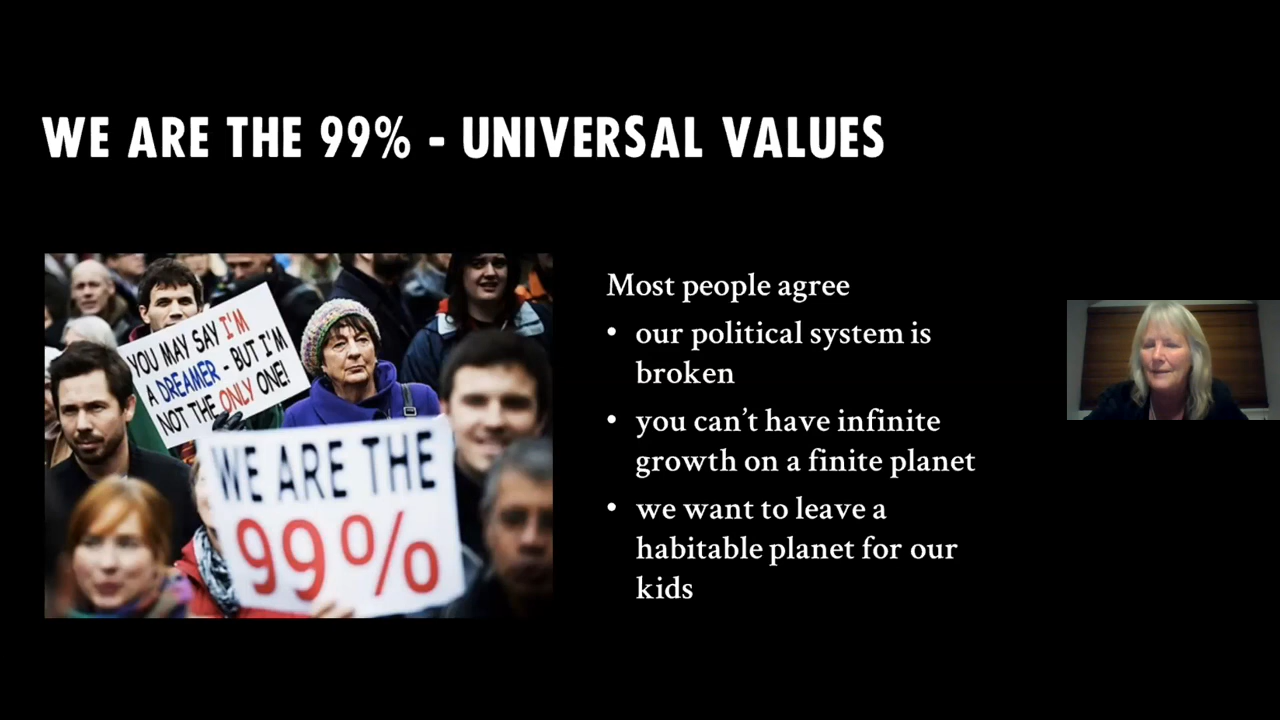 WE ARE THE 99% - UNIVERSAL VALUES
YOU MAY SAY I'M
A DREAMER - BUT I'M
NOT THE ONLY ONE!
WE ARE THE
99%
Most people agree
• our political system is
broken
• you can't have infinite
growth on a finite planet
• we want to leave a
habitable planet for our
kids